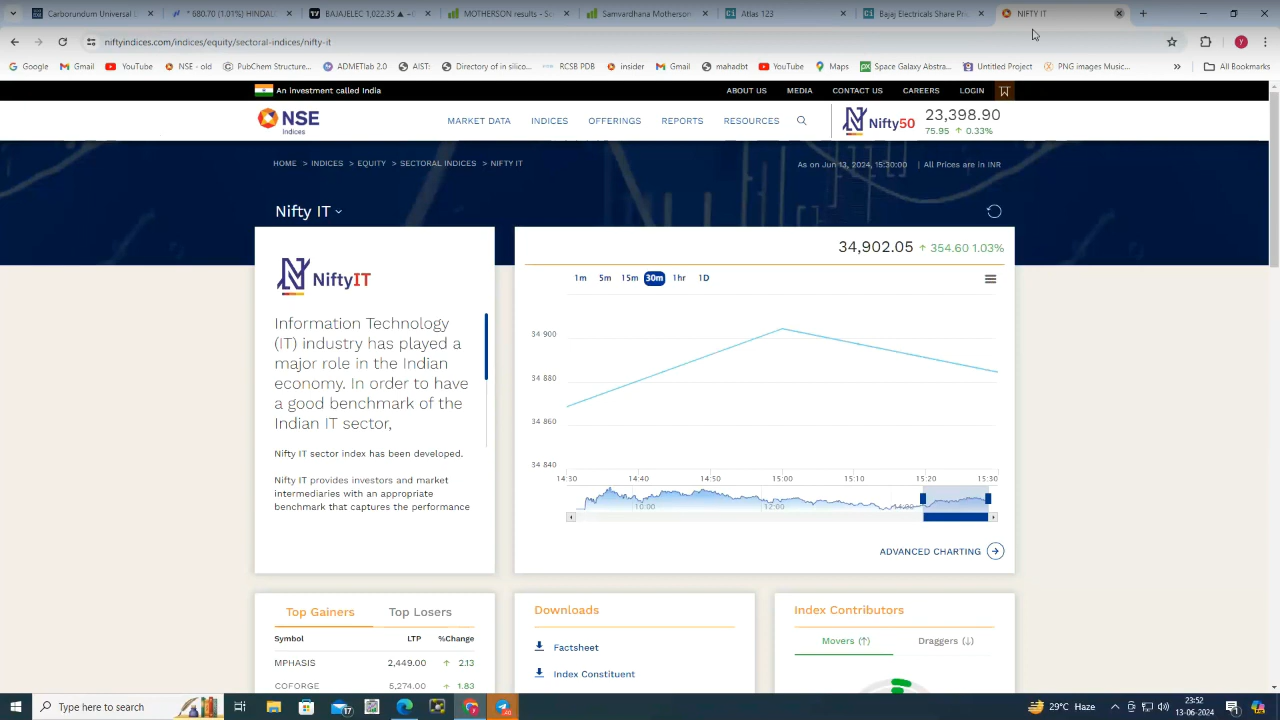 Carborundum Universal
* 680.70 (1.01%) HINDAL
BAJAJELEC 1,022.35
MOTHERSON results - So
Samvardhana Motherson
Atlas 123
Bajaj Electricals Share Pric
NIFTY IT
niftyindices.com/indices/equity/sectoral-indices/nifty-it
Google
Gmail
YouTube
NSE - old
PubChem Structure...
ADMETlab 2.0
AIST:
Directory of in silico...
RCSB PDB
insider
Gmail
mahadbt
YouTube
Maps
Space Galaxy Abstra...
Untitled Project
PNG images Music...
All Bookmarks
An investment called India
ABOUT US
MEDIA
CONTACT US
CAREERS
LOGIN
NSE
Indices
MARKET DATA
INDICES
OFFERINGS
REPORTS
RESOURCES
Nifty50
23,398.90
75.95 ↑ 0.33%
HOME > INDICES > EQUITY > SECTORAL INDICES > NIFTY IT
As on Jun 13, 2024, 15:30:00 | All Prices are in INR
Nifty IT
NiftyIT
34,902.05 ↑ 354.60 1.03%
1m 5m 15m 30m 1hr 1D
Information Technology
(IT) industry has played a
major role in the Indian
economy. In order to have
a good benchmark of the
Indian IT sector,
Nifty IT sector index has been developed.
Nifty IT provides investors and market
intermediaries with an appropriate
benchmark that captures the performance
34 900
34 880
34 860
34 840
14:30 14:40 14:50 15:00 15:10 15:20 15:30
10:00 12:00 14:00
ADVANCED CHARTING
Top Gainers
Top Losers
Symbol LTP %Change
MPHASIS 2,449.00 ↑ 2.13
COFORGE 5,274.00 ↑ 1.83
Downloads
Factsheet
Index Constituent
Index Contributors
Movers (↑)
Draggers (↓)
Type here to search
29°C Haze
23:52
13-06-2024